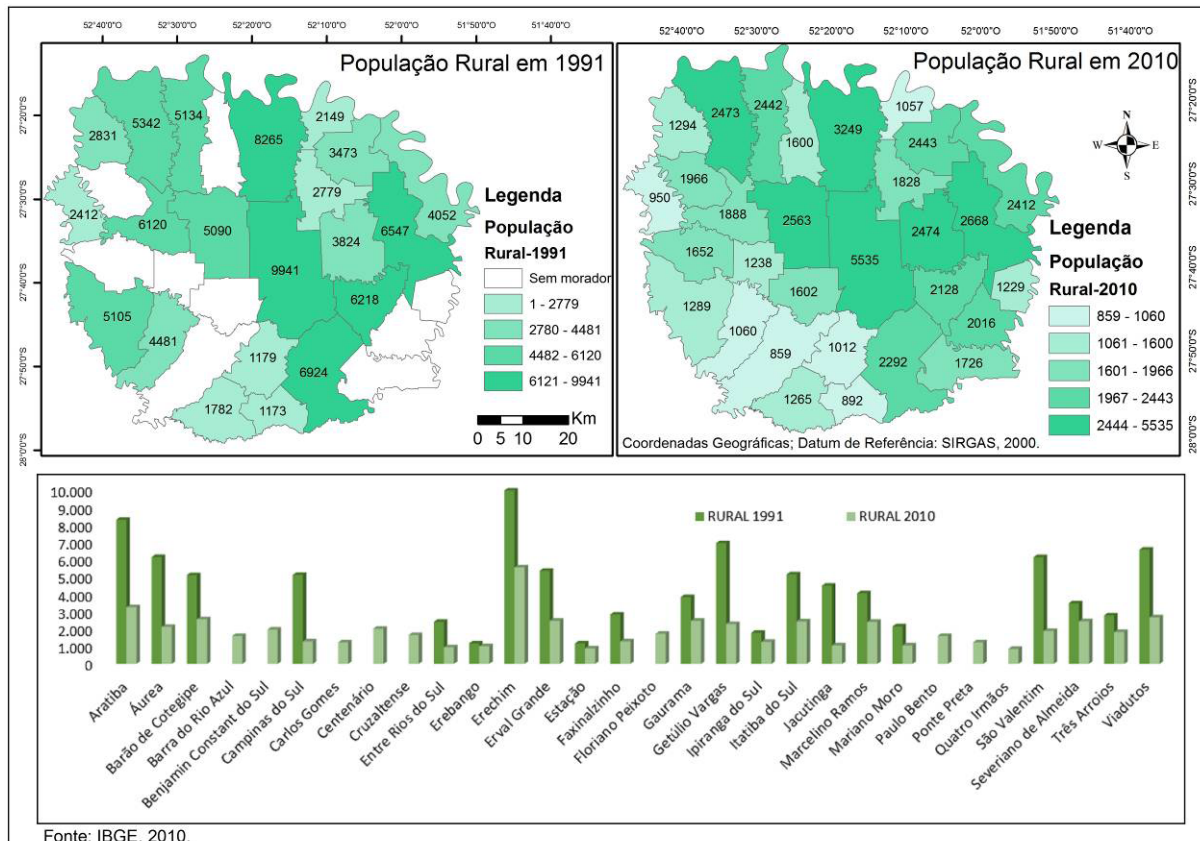 52°40'0"O 52°30'0"O 52°20'0"O 52°10'0"O 52°0'0"O 51°50'0"O 51°40'0"O
População Rural em 1991
27°20'0"S
27°30'0"S
27°40'0"S
27°50'0"S
28°0'0"S
2831
5342
5134
8265
2149
3473
2779
2412
6120
5090
9941
3824
6547
4052
6218
5105
4481
1179
6924
1782
1173
Legenda
População
Rural-1991
Sem morador
1 - 2779
2780 - 4481
4482 - 6120
6121 - 9941
Km
0 5 10 20
52°40'0"O 52°30'0"O 52°20'0"O 52°10'0"O 52°0'0"O 51°50'0"O 51°40'0"O
População Rural em 2010
27°20'0"S
27°30'0"S
27°40'0"S
27°50'0"S
28°0'0"S
N
W E
S
1294
2473
2442
1600
3249
1057
2443
1966
1828
950
1888
2563
2474
2668
2412
1652
1238
5535
1289
1602
2128
1229
1060
859
1012
2016
2292
1726
1265
892
Legenda
População
Rural-2010
859 - 1060
1061 - 1600
1601 - 1966
1967 - 2443
2444 - 5535
Coordenadas Geográficas; Datum de Referência: SIRGAS, 2000.
10.000
9.000
8.000
7.000
6.000
5.000
4.000
3.000
2.000
1.000
0
RURAL 1991 RURAL 2010
Aratiba
Áurea
Barão de Cotegipe
Barra do Rio Azul
Benjamin Constant do Sul
Campinas do Sul
Carlos Gomes
Centenário
Cruzaltense
Entre Rios do Sul
Erebango
Erechim
Erval Grande
Estação
Faxinalzinho
Floriano Peixoto
Gaurama
Getúlio Vargas
Ipiranga do Sul
Itatiba do Sul
Jacutinga
Marcelino Ramos
Mariano Moro
Paulo Bento
Ponte Preta
Quatro Irmãos
São Valentim
Severiano de Almeida
Três Arroios
Viadutos
Fonte: IBGE, 2010.